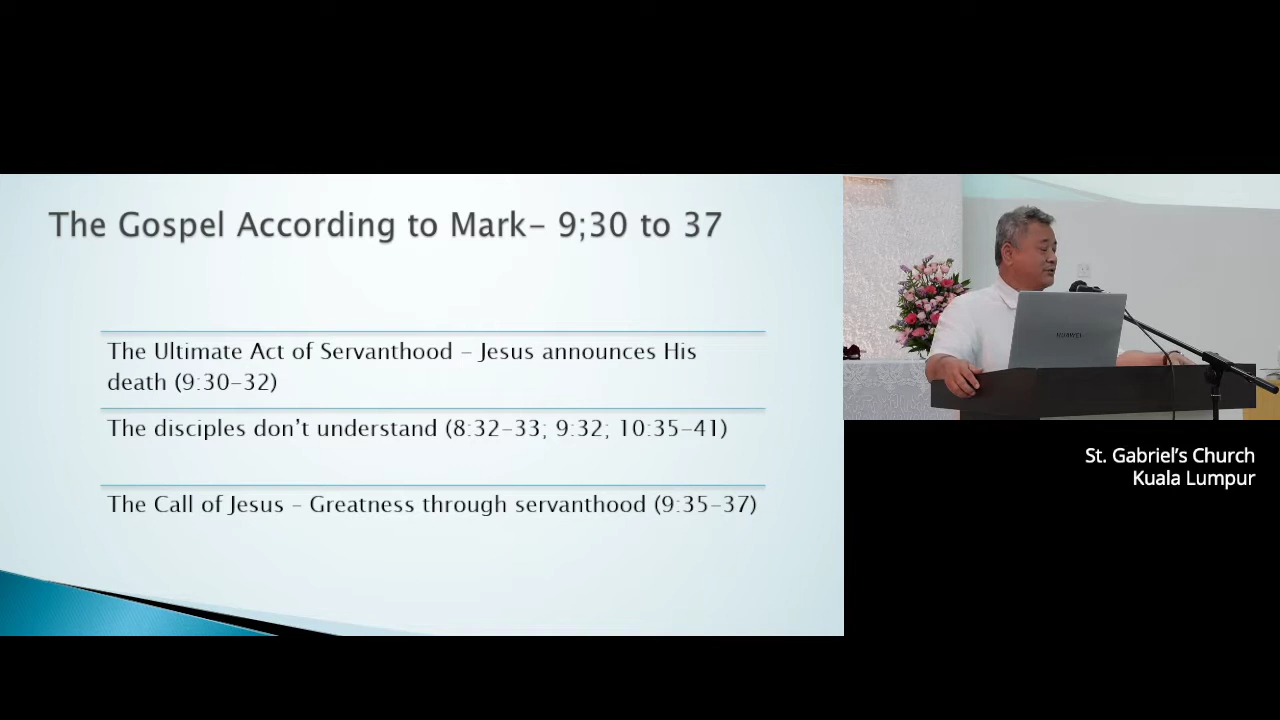 The Gospel According to Mark– 9;30 to 37
The Ultimate Act of Servanthood – Jesus announces His
death (9:30-32)
The disciples don’t understand (8:32-33; 9:32; 10:35-41)
The Call of Jesus – Greatness through servanthood (9:35-37)
HUAWEI
St. Gabriel’s Church
Kuala Lumpur